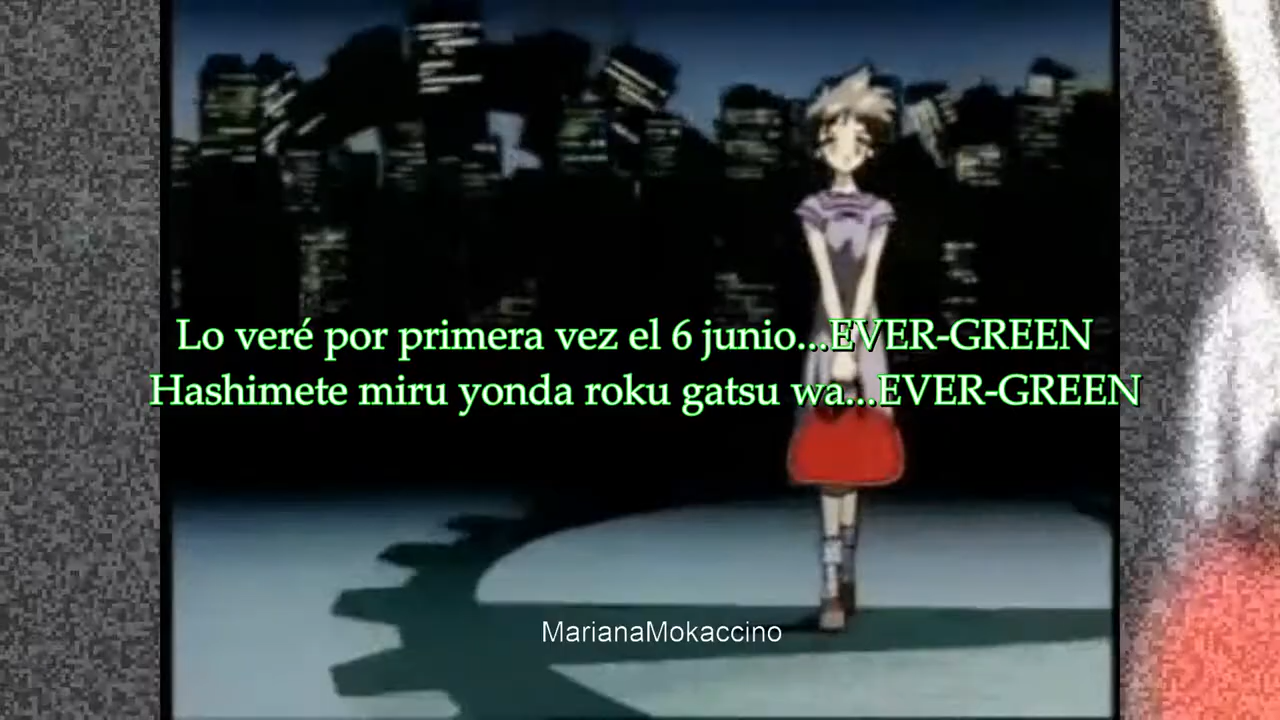 Lo veré por primera vez el 6 junio...EVER-GREEN
Hashimete miru yonda roku gatsu wa...EVER-GREEN
MarianaMokaccino